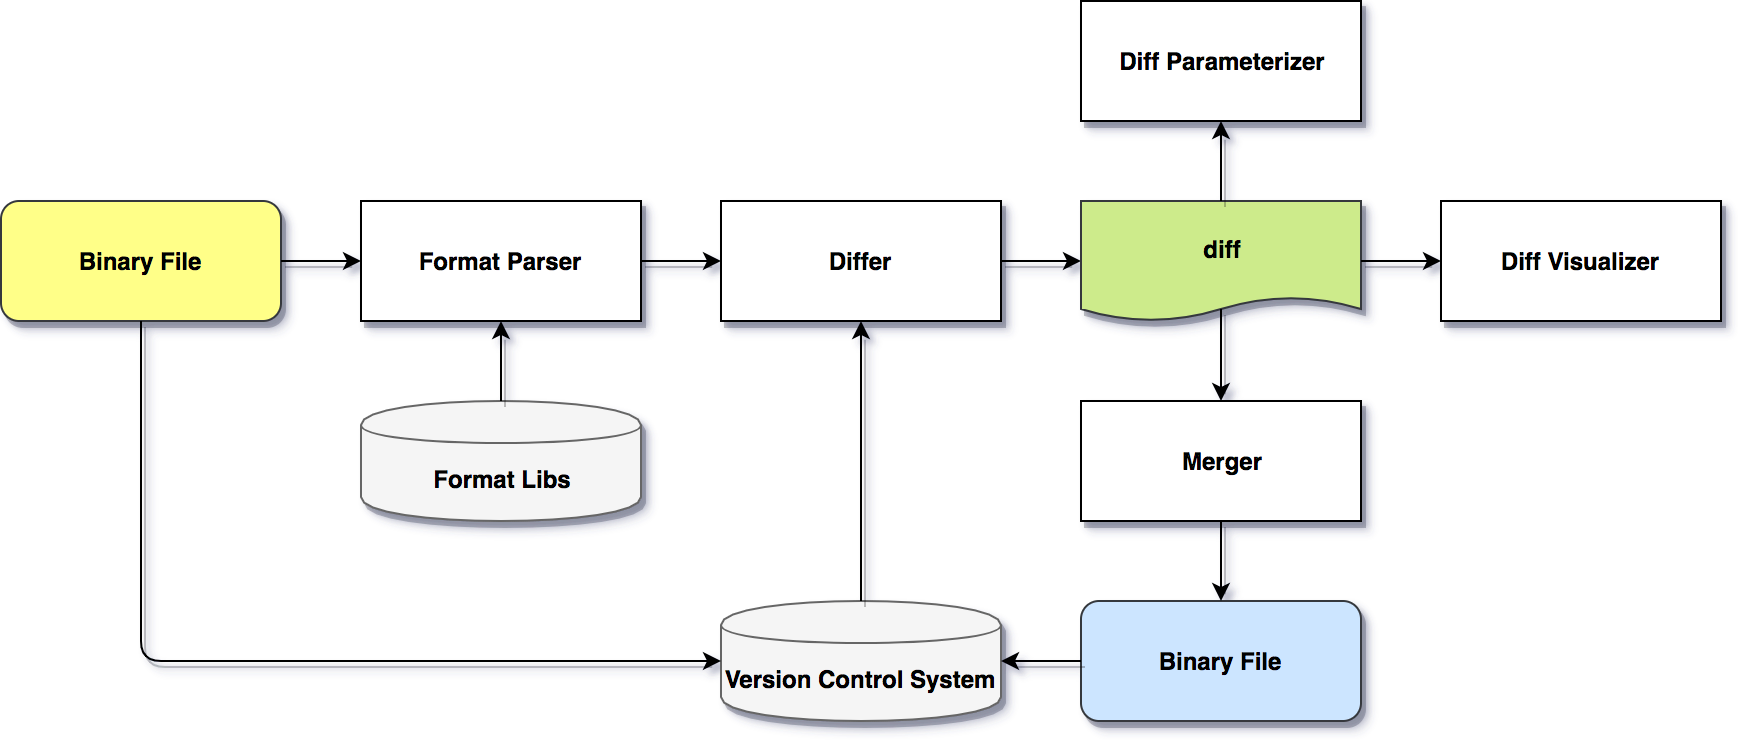 Diff Parameterizer
Binary File
Format Parser
Differ
diff
Diff Visualizer
Format Libs
Merger
Version Control System
Binary File